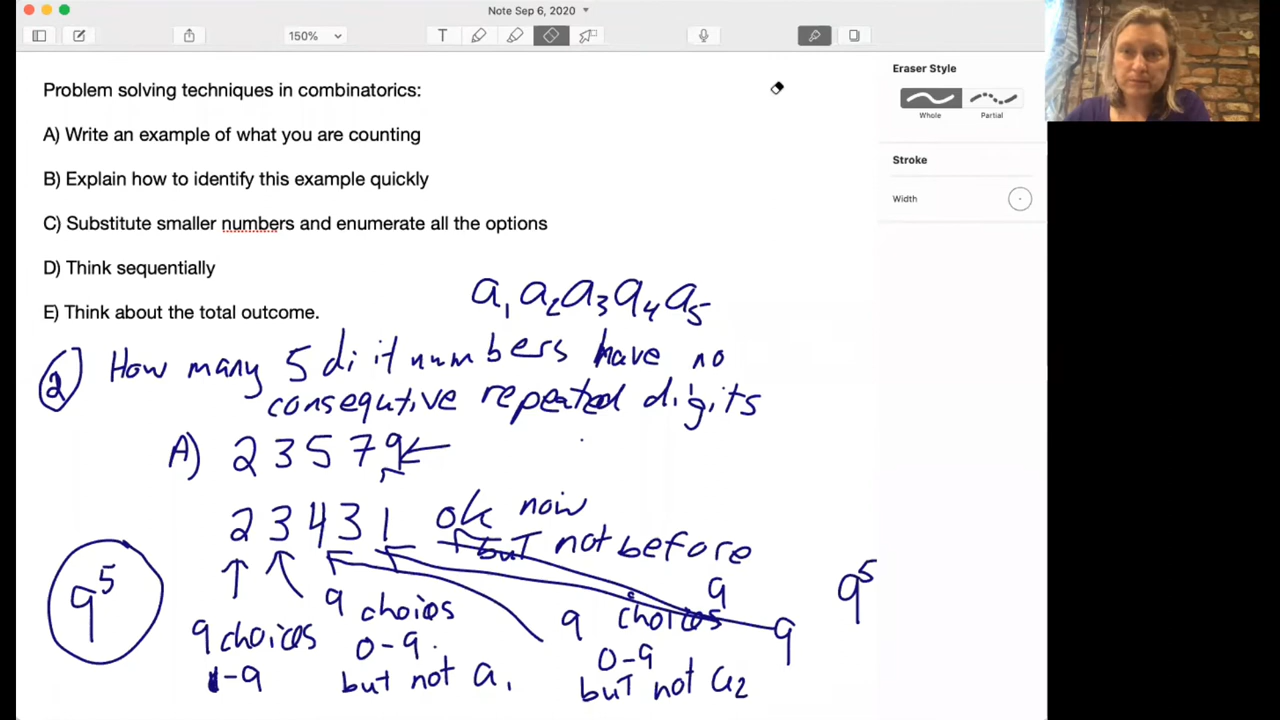 Note Sep 6, 2020
150%
T
Eraser Style
Whole
Partial
Stroke
Width
Problem solving techniques in combinatorics:
A) Write an example of what you are counting
B) Explain how to identify this example quickly
C) Substitute smaller numbers and enumerate all the options
D) Think sequentially
E) Think about the total outcome.
a1 a2 a3 a4 a5
2) How many 5 di it numbers have no
consequtive repeated digits
A) 2 3 5 7 9
2 3 4 3 1 ok now
but not before
9^5
9 choices
1-9
9 choices
0-9
but not a1
9 choices
0-9
but not a2
9
9
9^5